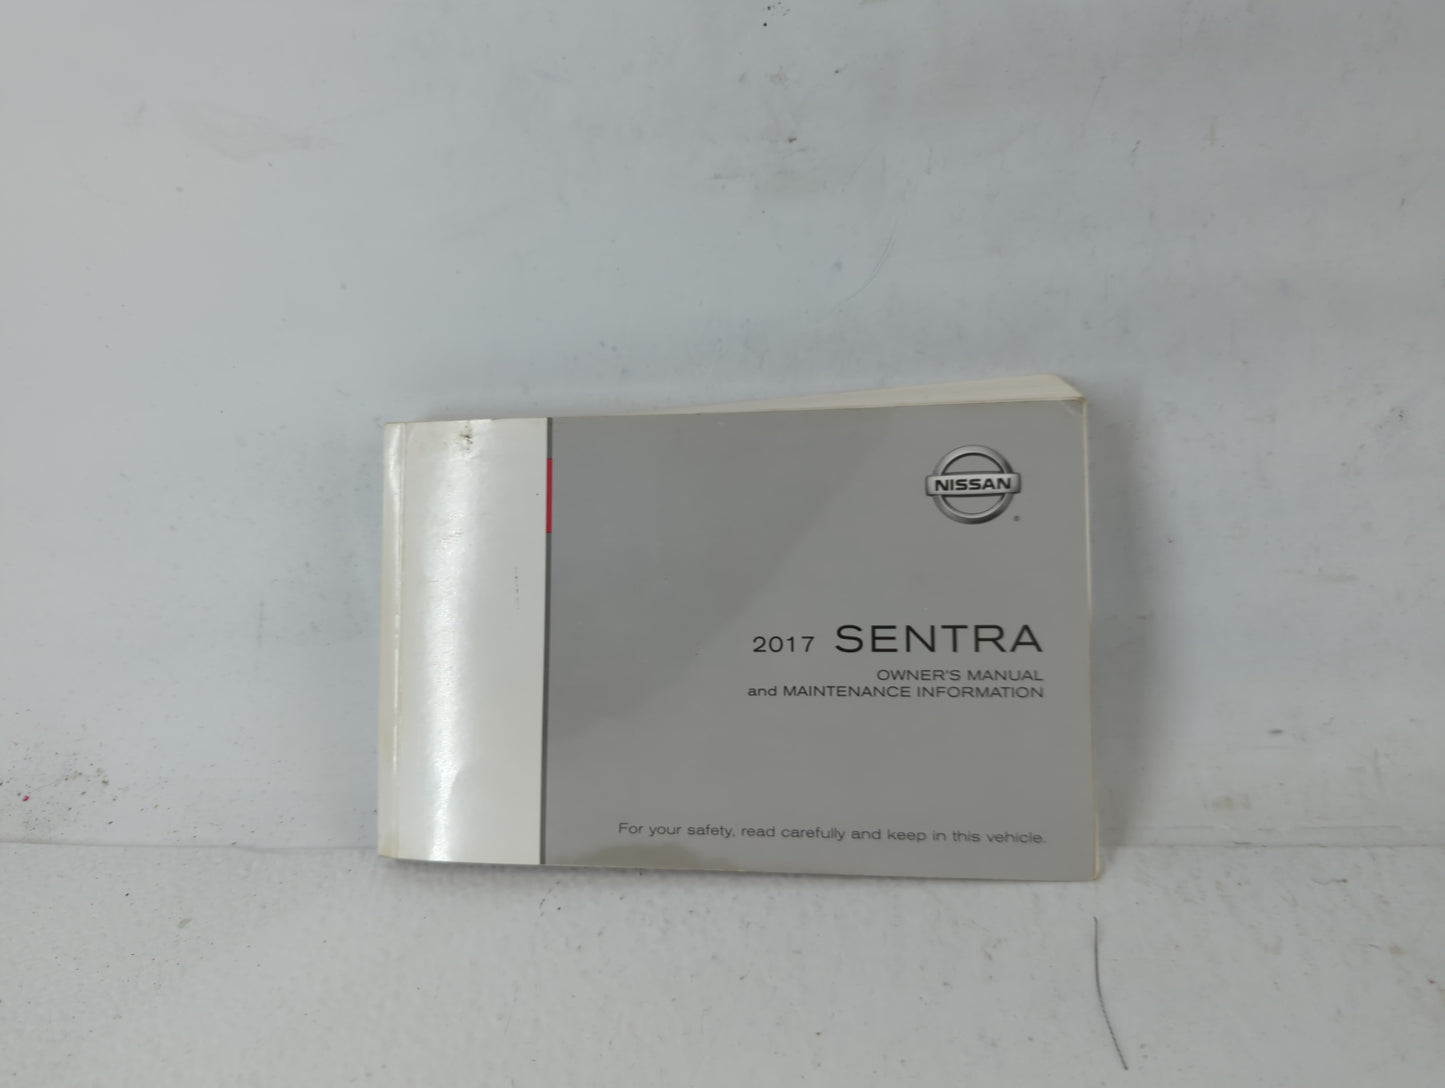 NISSAN
2017 SENTRA
OWNER'S MANUAL
and MAINTENANCE INFORMATION
For your safety, read carefully and keep in this vehicle.